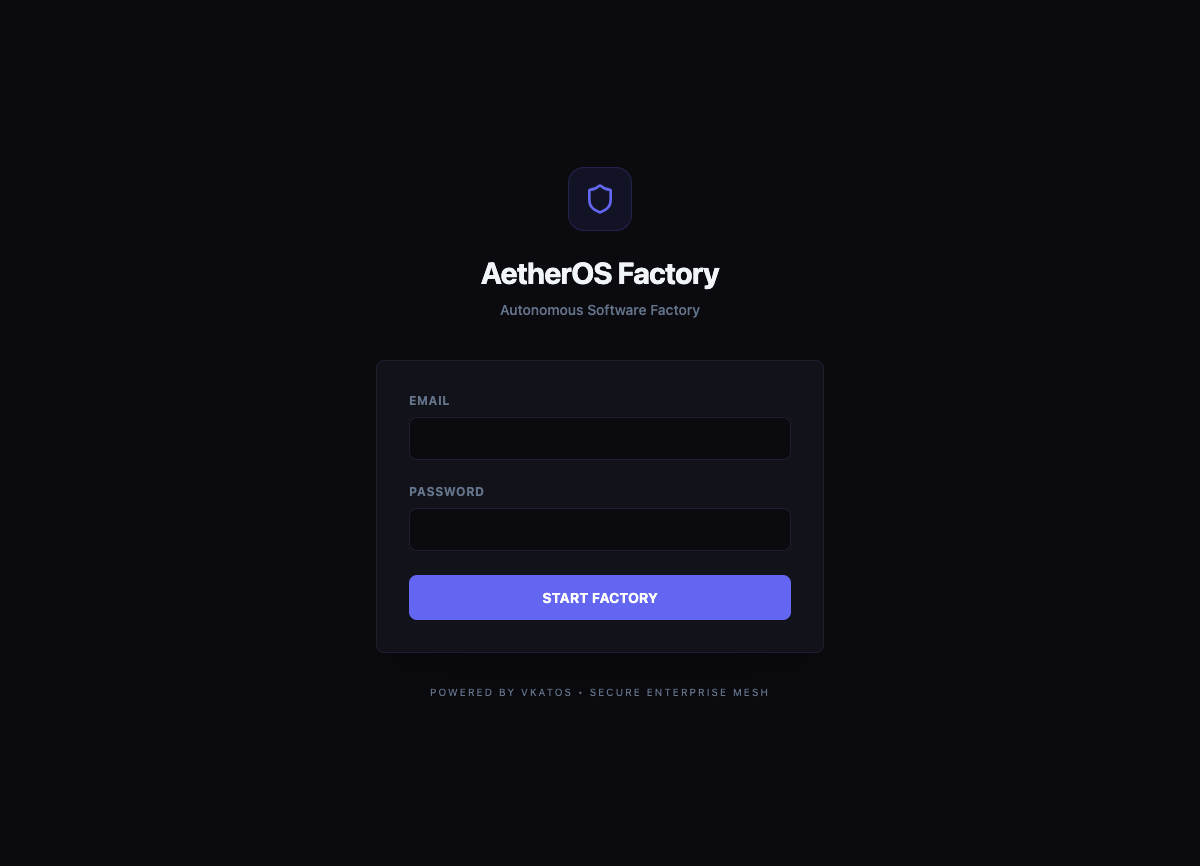 AetherOS Factory
Autonomous Software Factory
EMAIL
PASSWORD
START FACTORY
POWERED BY VKATOS • SECURE ENTERPRISE MESH